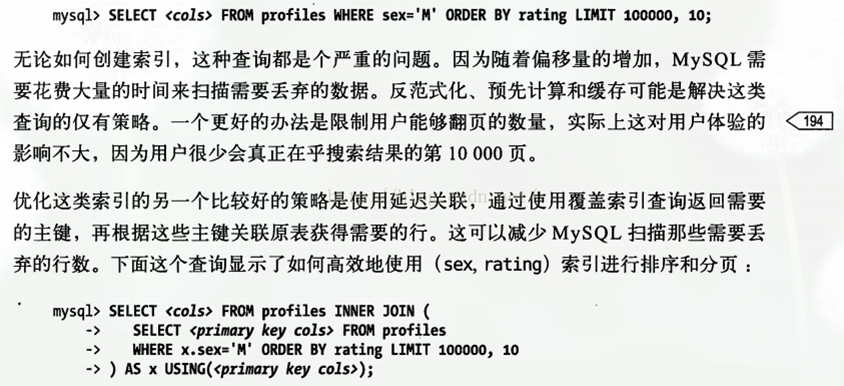 mysql> SELECT <cols> FROM profiles WHERE sex='M' ORDER BY rating LIMIT 100000, 10;
无论如何创建索引，这种查询都是个严重的问题。因为随着偏移量的增加，MySQL 需
要花费大量的时间来扫描需要丢弃的数据。反范式化、预先计算和缓存可能是解决这类
查询的仅有策略。一个更好的办法是限制用户能够翻页的数量，实际上这对用户体验的
194
影响不大，因为用户很少会真正在乎搜索结果的第 10 000 页。
优化这类索引的另一个比较好的策略是使用延迟关联，通过使用覆盖索引查询返回需要
的主键，再根据这些主键关联原表获得需要的行。这可以减少 MySQL 扫描那些需要丢
弃的行数。下面这个查询显示了如何高效地使用（sex, rating）索引进行排序和分页：
mysql> SELECT <cols> FROM profiles INNER JOIN (
-> SELECT <primary key cols> FROM profiles
-> WHERE x.sex='M' ORDER BY rating LIMIT 100000, 10
-> ) AS x USING(<primary key cols>);